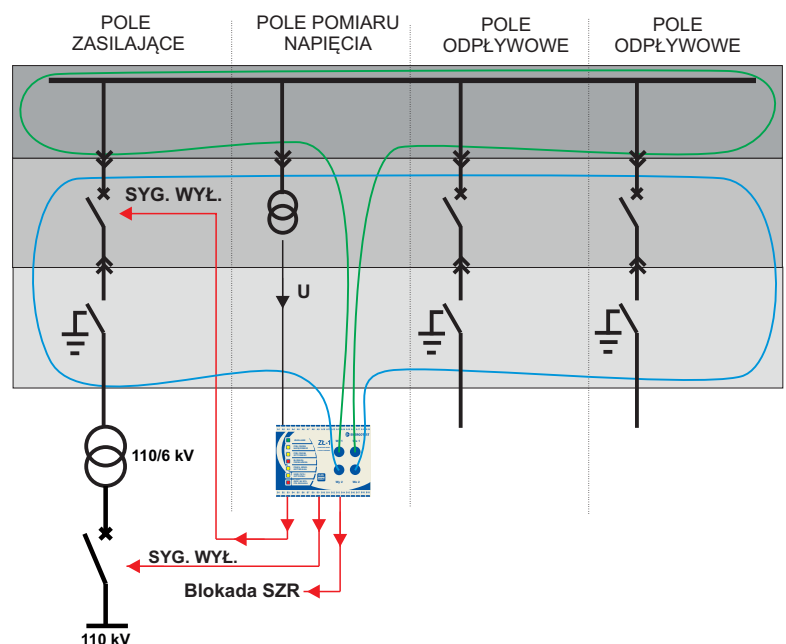 POLE
ZASILAJĄCE
POLE POMIARU
NAPIĘCIA
POLE
ODPŁYWOWE
POLE
ODPŁYWOWE
SYG. WYŁ.
U
ZŁ-1
110/6 kV
SYG. WYŁ.
Blokada SZR
110 kV